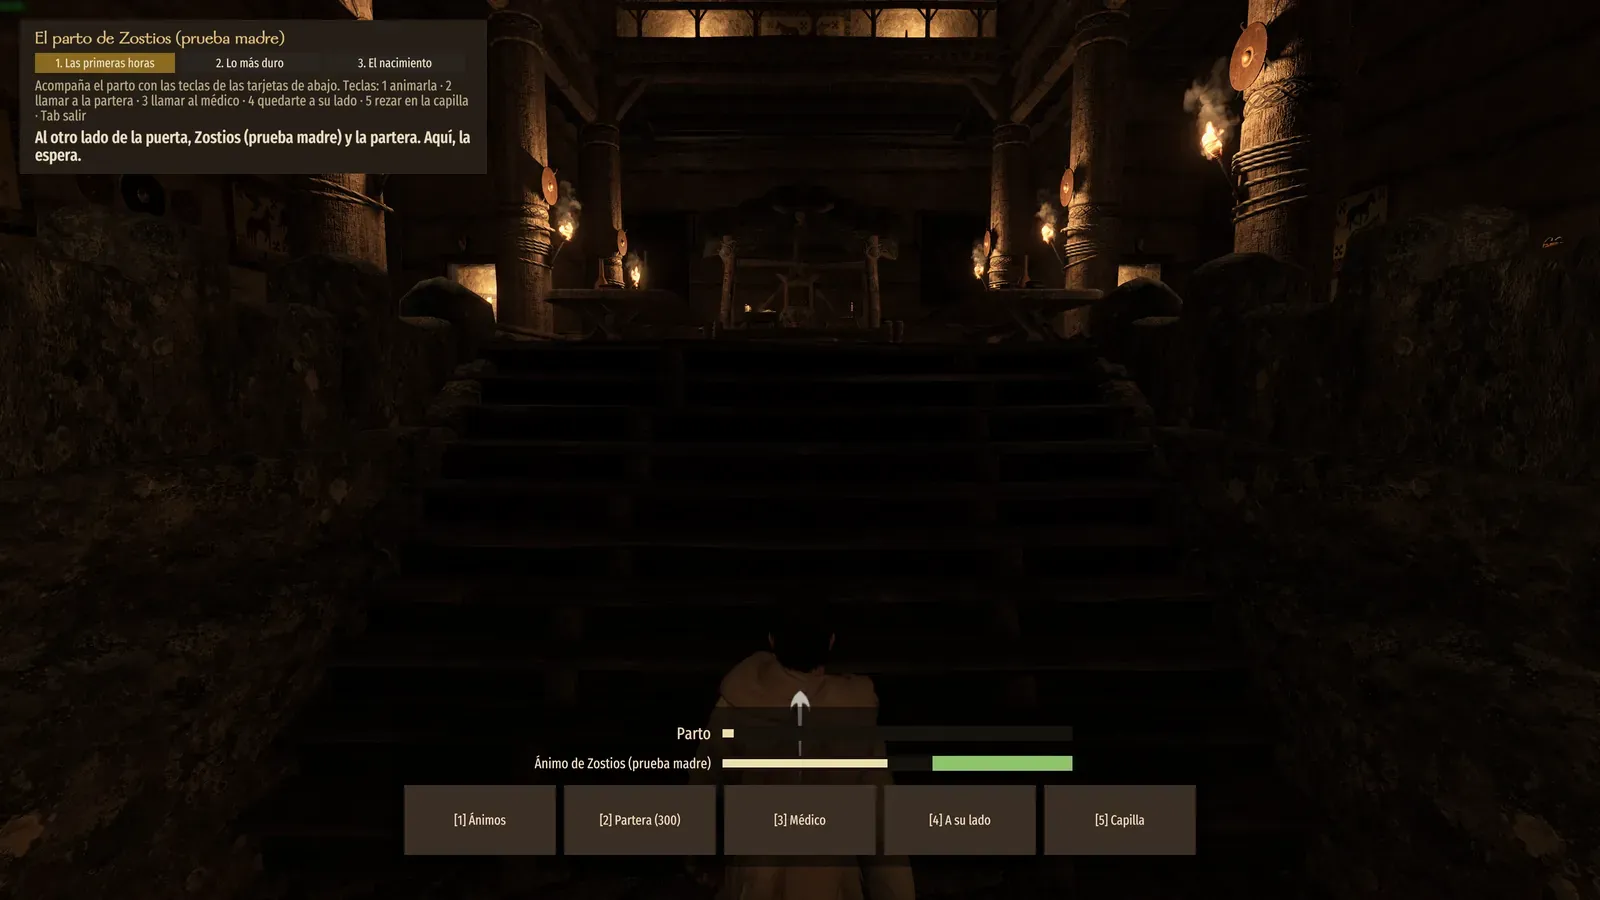 El parto de Zostios (prueba madre)
1. Las primeras horas 2. Lo más duro 3. El nacimiento
Acompaña el parto con las teclas de las tarjetas de abajo. Teclas: 1 animarla · 2
llamar a la partera · 3 llamar al médico · 4 quedarte a su lado · 5 rezar en la capilla
· Tab salir
Al otro lado de la puerta, Zostios (prueba madre) y la partera. Aquí, la
espera.
Parto
Ánimo de Zostios (prueba madre)
[1] Ánimos [2] Partera (300) [3] Médico [4] A su lado [5] Capilla